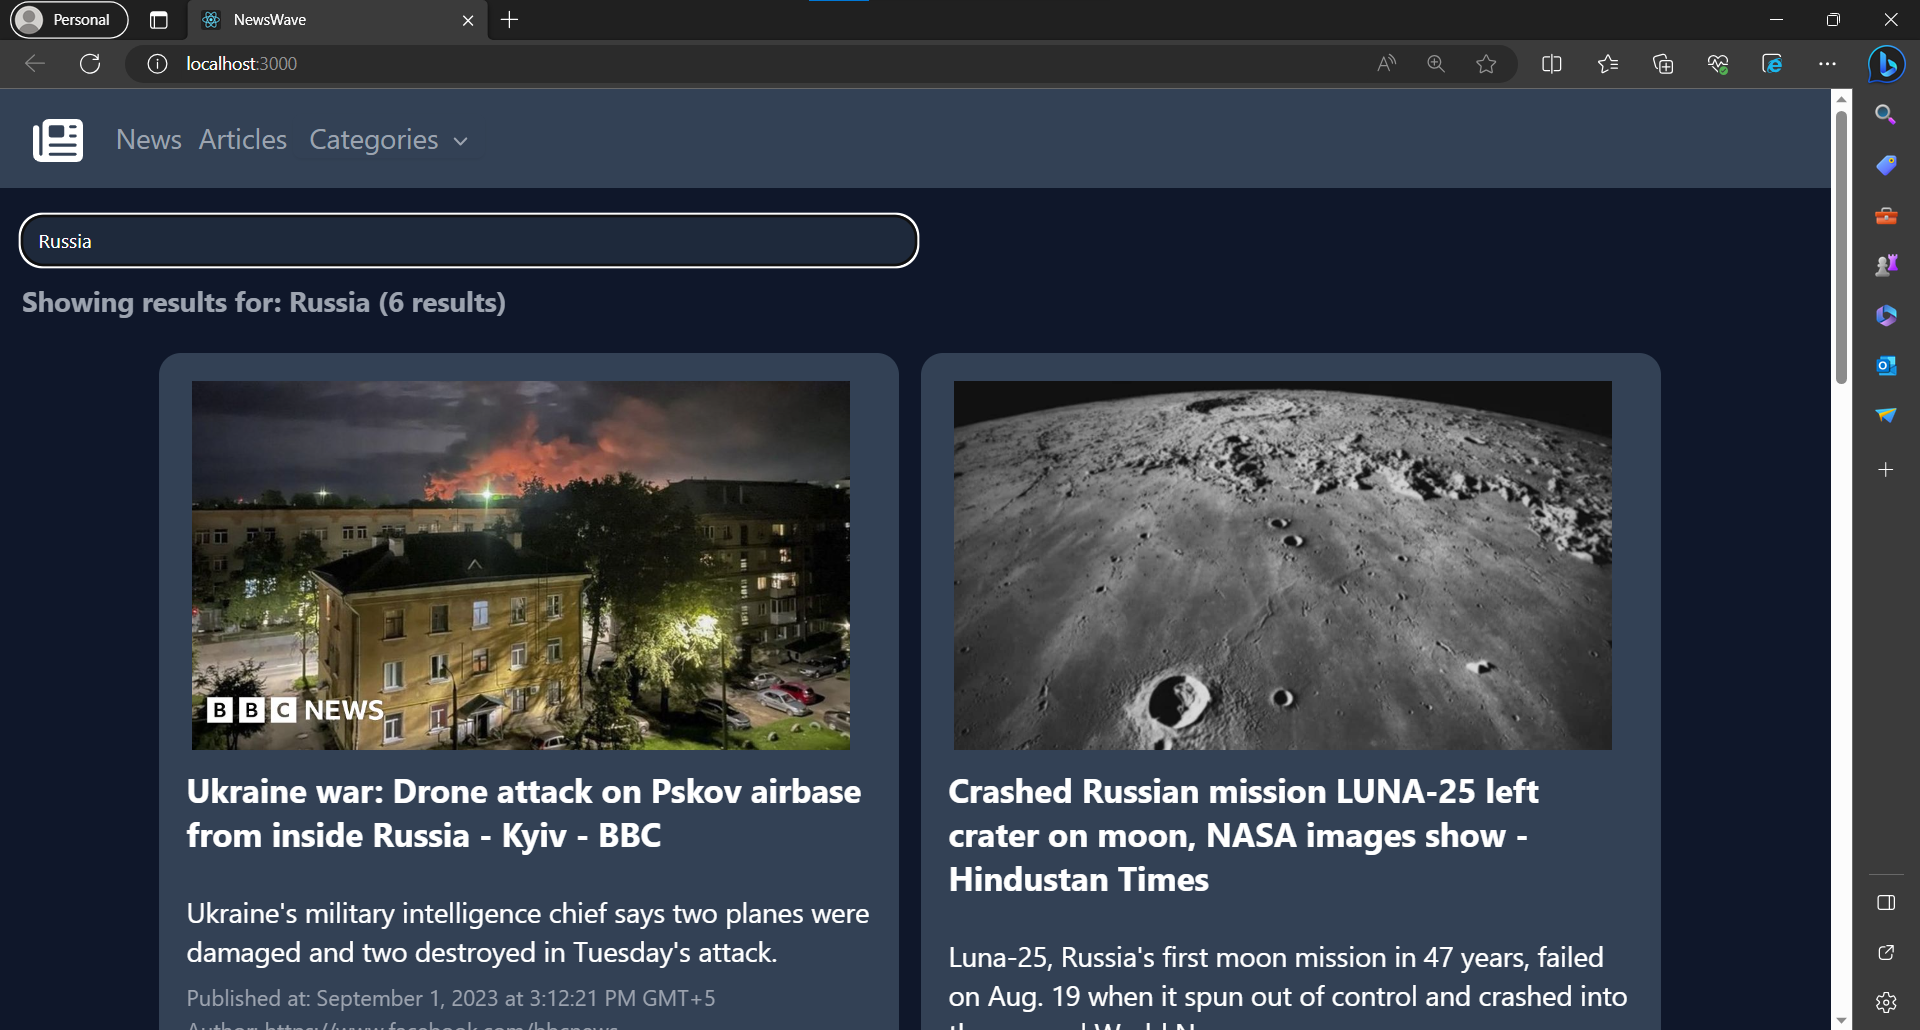 Personal
NewsWave
localhost:3000
News Articles Categories
Russia
Showing results for: Russia (6 results)
BBC NEWS
Ukraine war: Drone attack on Pskov airbase
from inside Russia - Kyiv - BBC
Ukraine's military intelligence chief says two planes were
damaged and two destroyed in Tuesday's attack.
Published at: September 1, 2023 at 3:12:21 PM GMT+5
Author: https://www.facebook.com/bbcnews
Crashed Russian mission LUNA-25 left
crater on moon, NASA images show -
Hindustan Times
Luna-25, Russia's first moon mission in 47 years, failed
on Aug. 19 when it spun out of control and crashed into